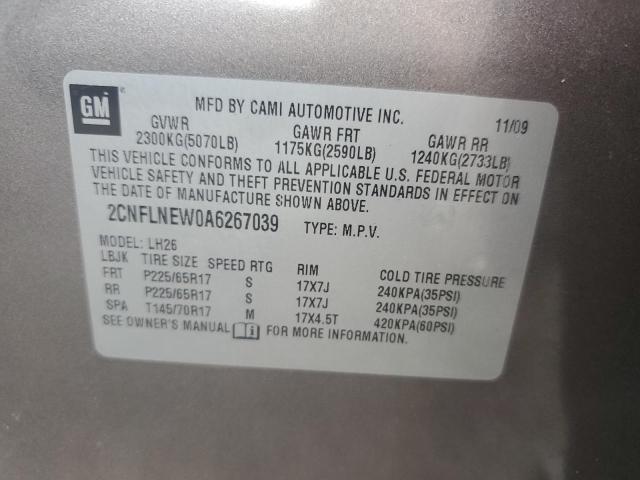 GM
MFD BY CAMI AUTOMOTIVE INC.
11/09
GVWR GAWR FRT GAWR RR
2300KG(5070LB) 1175KG(2590LB) 1240KG(2733LB)
THIS VEHICLE CONFORMS TO ALL APPLICABLE U.S. FEDERAL MOTOR
VEHICLE SAFETY AND THEFT PREVENTION STANDARDS IN EFFECT ON
THE DATE OF MANUFACTURE SHOWN ABOVE.
2CNFLNEW0A6267039 TYPE: M.P.V.
MODEL: LH26
LBJK TIRE SIZE SPEED RTG RIM COLD TIRE PRESSURE
FRT P225/65R17 S 17X7J 240KPA(35PSI)
RR P225/65R17 S 17X7J 240KPA(35PSI)
SPA T145/70R17 M 17X4.5T 420KPA(60PSI)
SEE OWNER'S MANUAL FOR MORE INFORMATION.